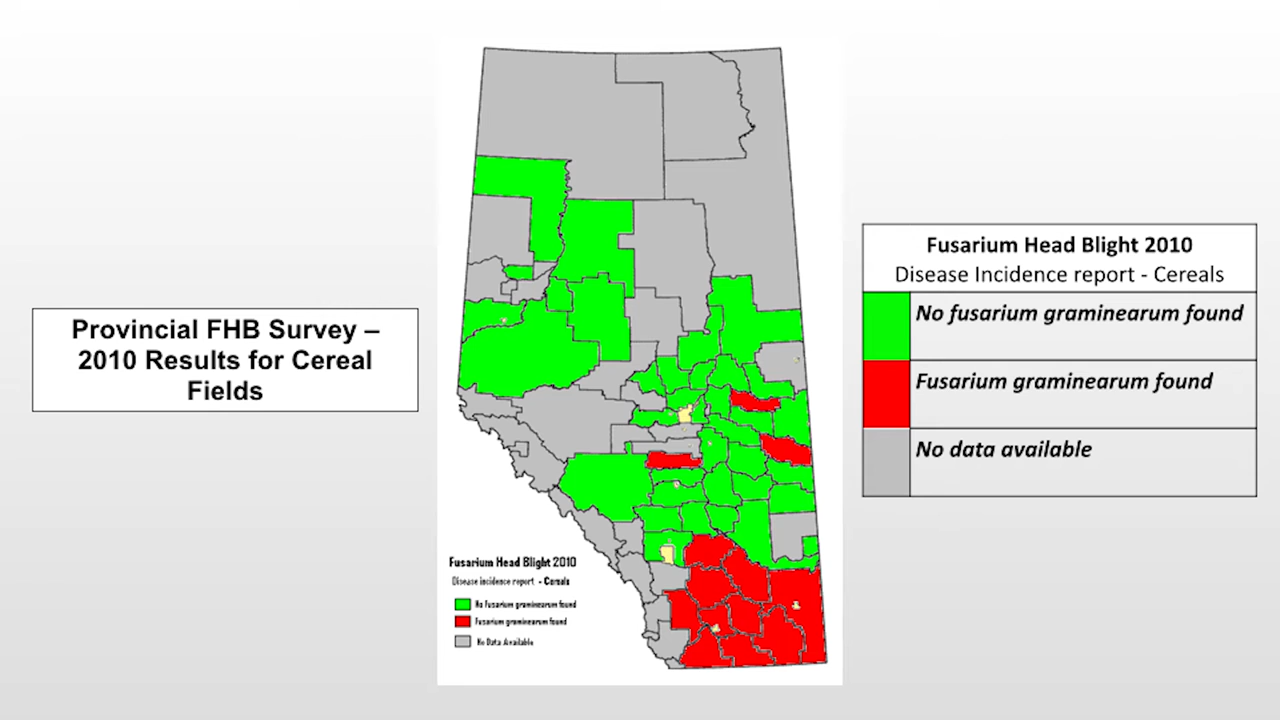 Provincial FHB Survey –
2010 Results for Cereal
Fields
Fusarium Head Blight 2010
Disease incidence report - Cereals
No fusarium graminearum found
Fusarium graminearum found
No Data Available
Fusarium Head Blight 2010
Disease Incidence report - Cereals
No fusarium graminearum found
Fusarium graminearum found
No data available